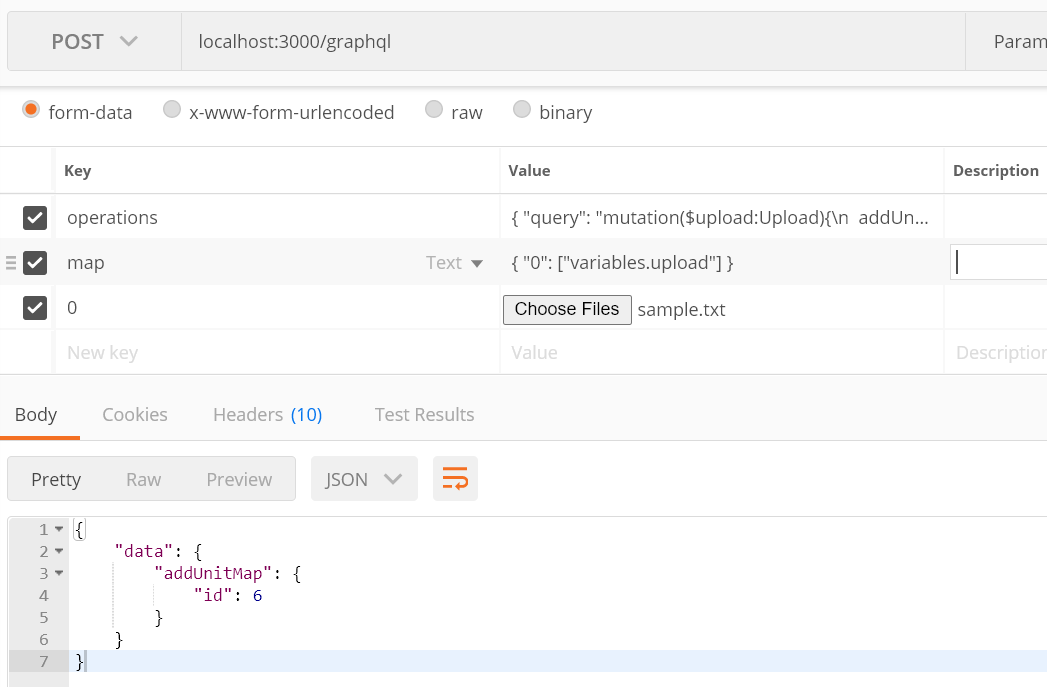 POST localhost:3000/graphql Param
form-data x-www-form-urlencoded raw binary
Key Value Description
operations { "query": "mutation($upload:Upload){\n addUn...
map Text { "0": ["variables.upload"] }
0 Choose Files sample.txt
New key Value Description
Body Cookies Headers (10) Test Results
Pretty Raw Preview JSON
1 {
2 "data": {
3 "addUnitMap": {
4 "id": 6
5 }
6 }
7 }